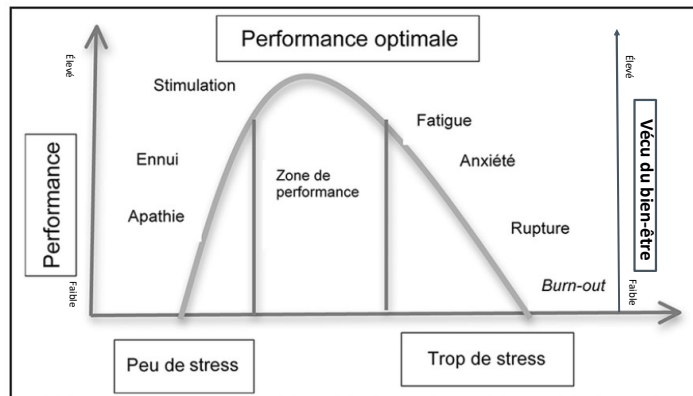 Performance optimale
Élevé
Élevé
Stimulation
Fatigue
Ennui
Zone de
performance
Anxiété
Performance
Vécu du bien-être
Apathie
Rupture
Burn-out
Faible
Faible
Peu de stress
Trop de stress